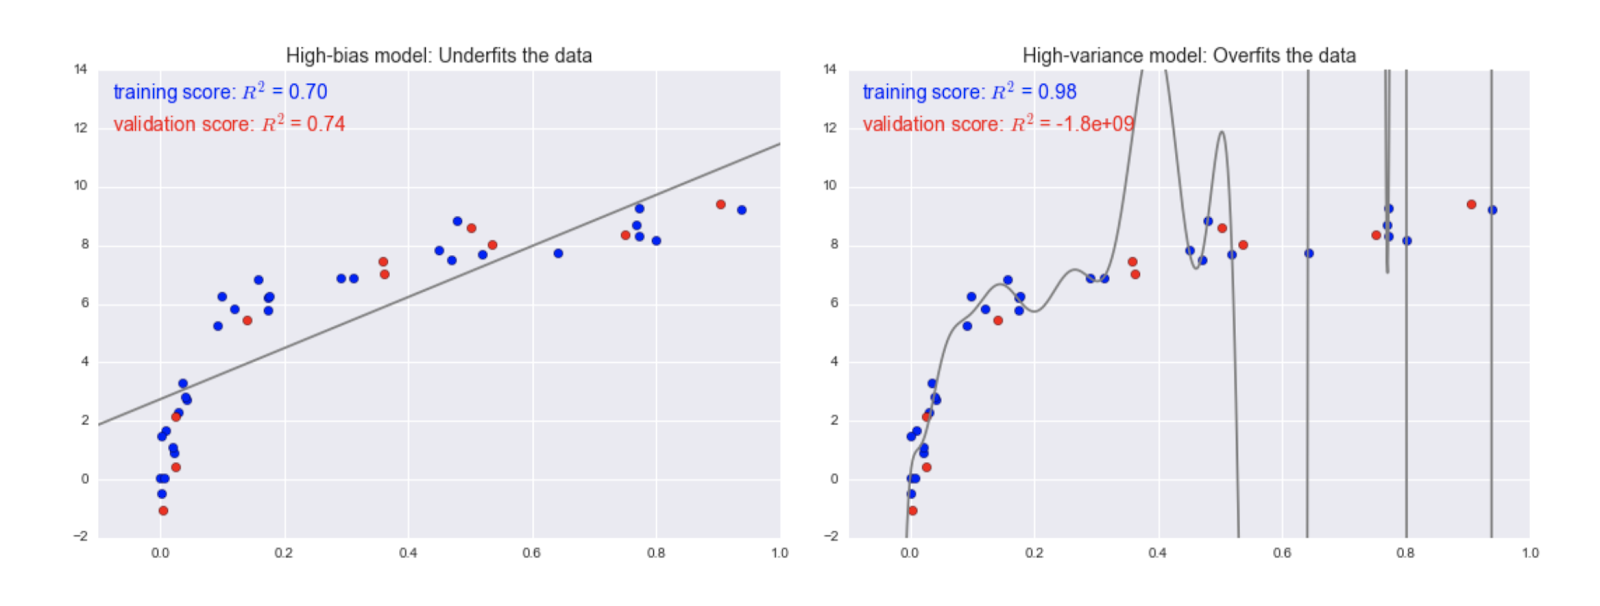 High-bias model: Underfits the data
14
training score: R² = 0.70
validation score: R² = 0.74
12
10
8
6
4
2
0
−2
0.0 0.2 0.4 0.6 0.8 1.0
High-variance model: Overfits the data
14
training score: R² = 0.98
validation score: R² = -1.8e+09
12
10
8
6
4
2
0
−2
0.0 0.2 0.4 0.6 0.8 1.0